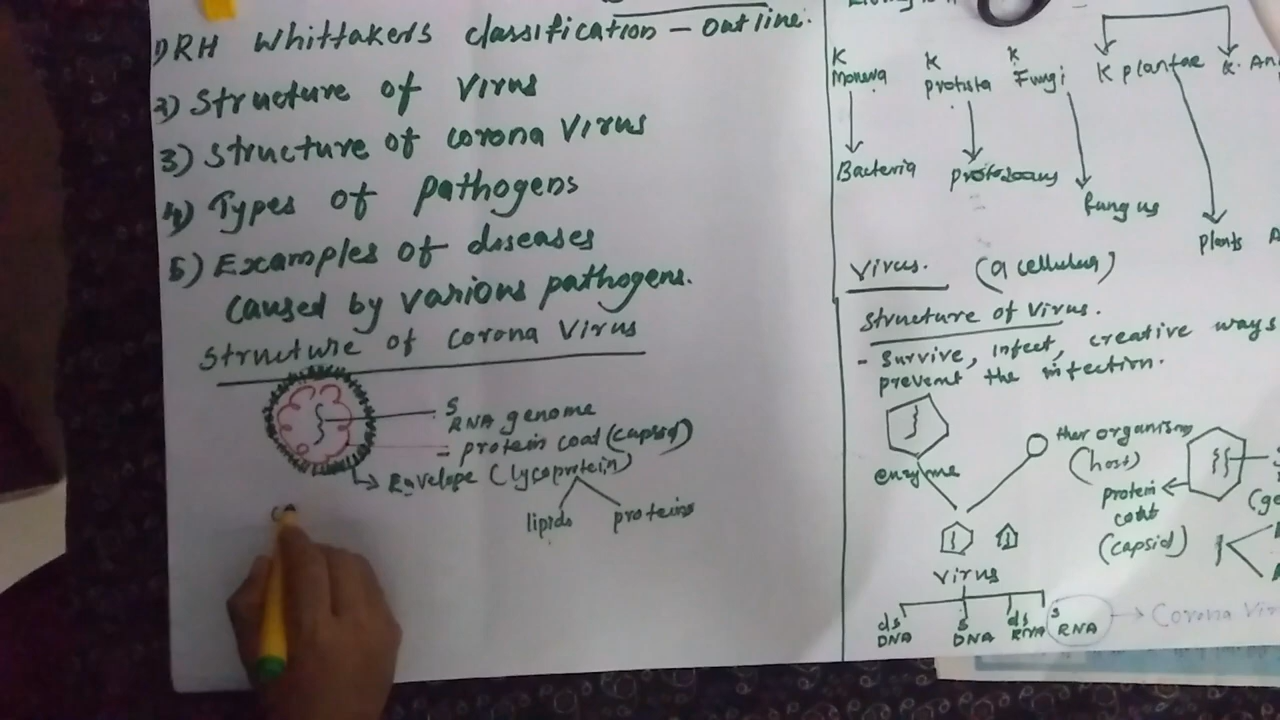 1) RH Whittakers classification - outline.
2) Structure of Virus
3) Structure of corona Virus
4) Types of pathogens
5) Examples of diseases
caused by various pathogens.
Structure of corona Virus
s
RNA genome
protein coat (capsid)
Envelope (lycoprotein)
lipids proteins
K K K
Monera Protista Fungi K plantae K. An
Bacteria protozoans
fungus
plants A
Virus. (a cellular)
Structure of Virus.
- Survive, infect, creative ways
prevent the infection.
ther organisms
(host)
enzyme
protein
coat
(capsid)
(ge
Virus
ds s ds s
DNA DNA RNA RNA → Corona Vir